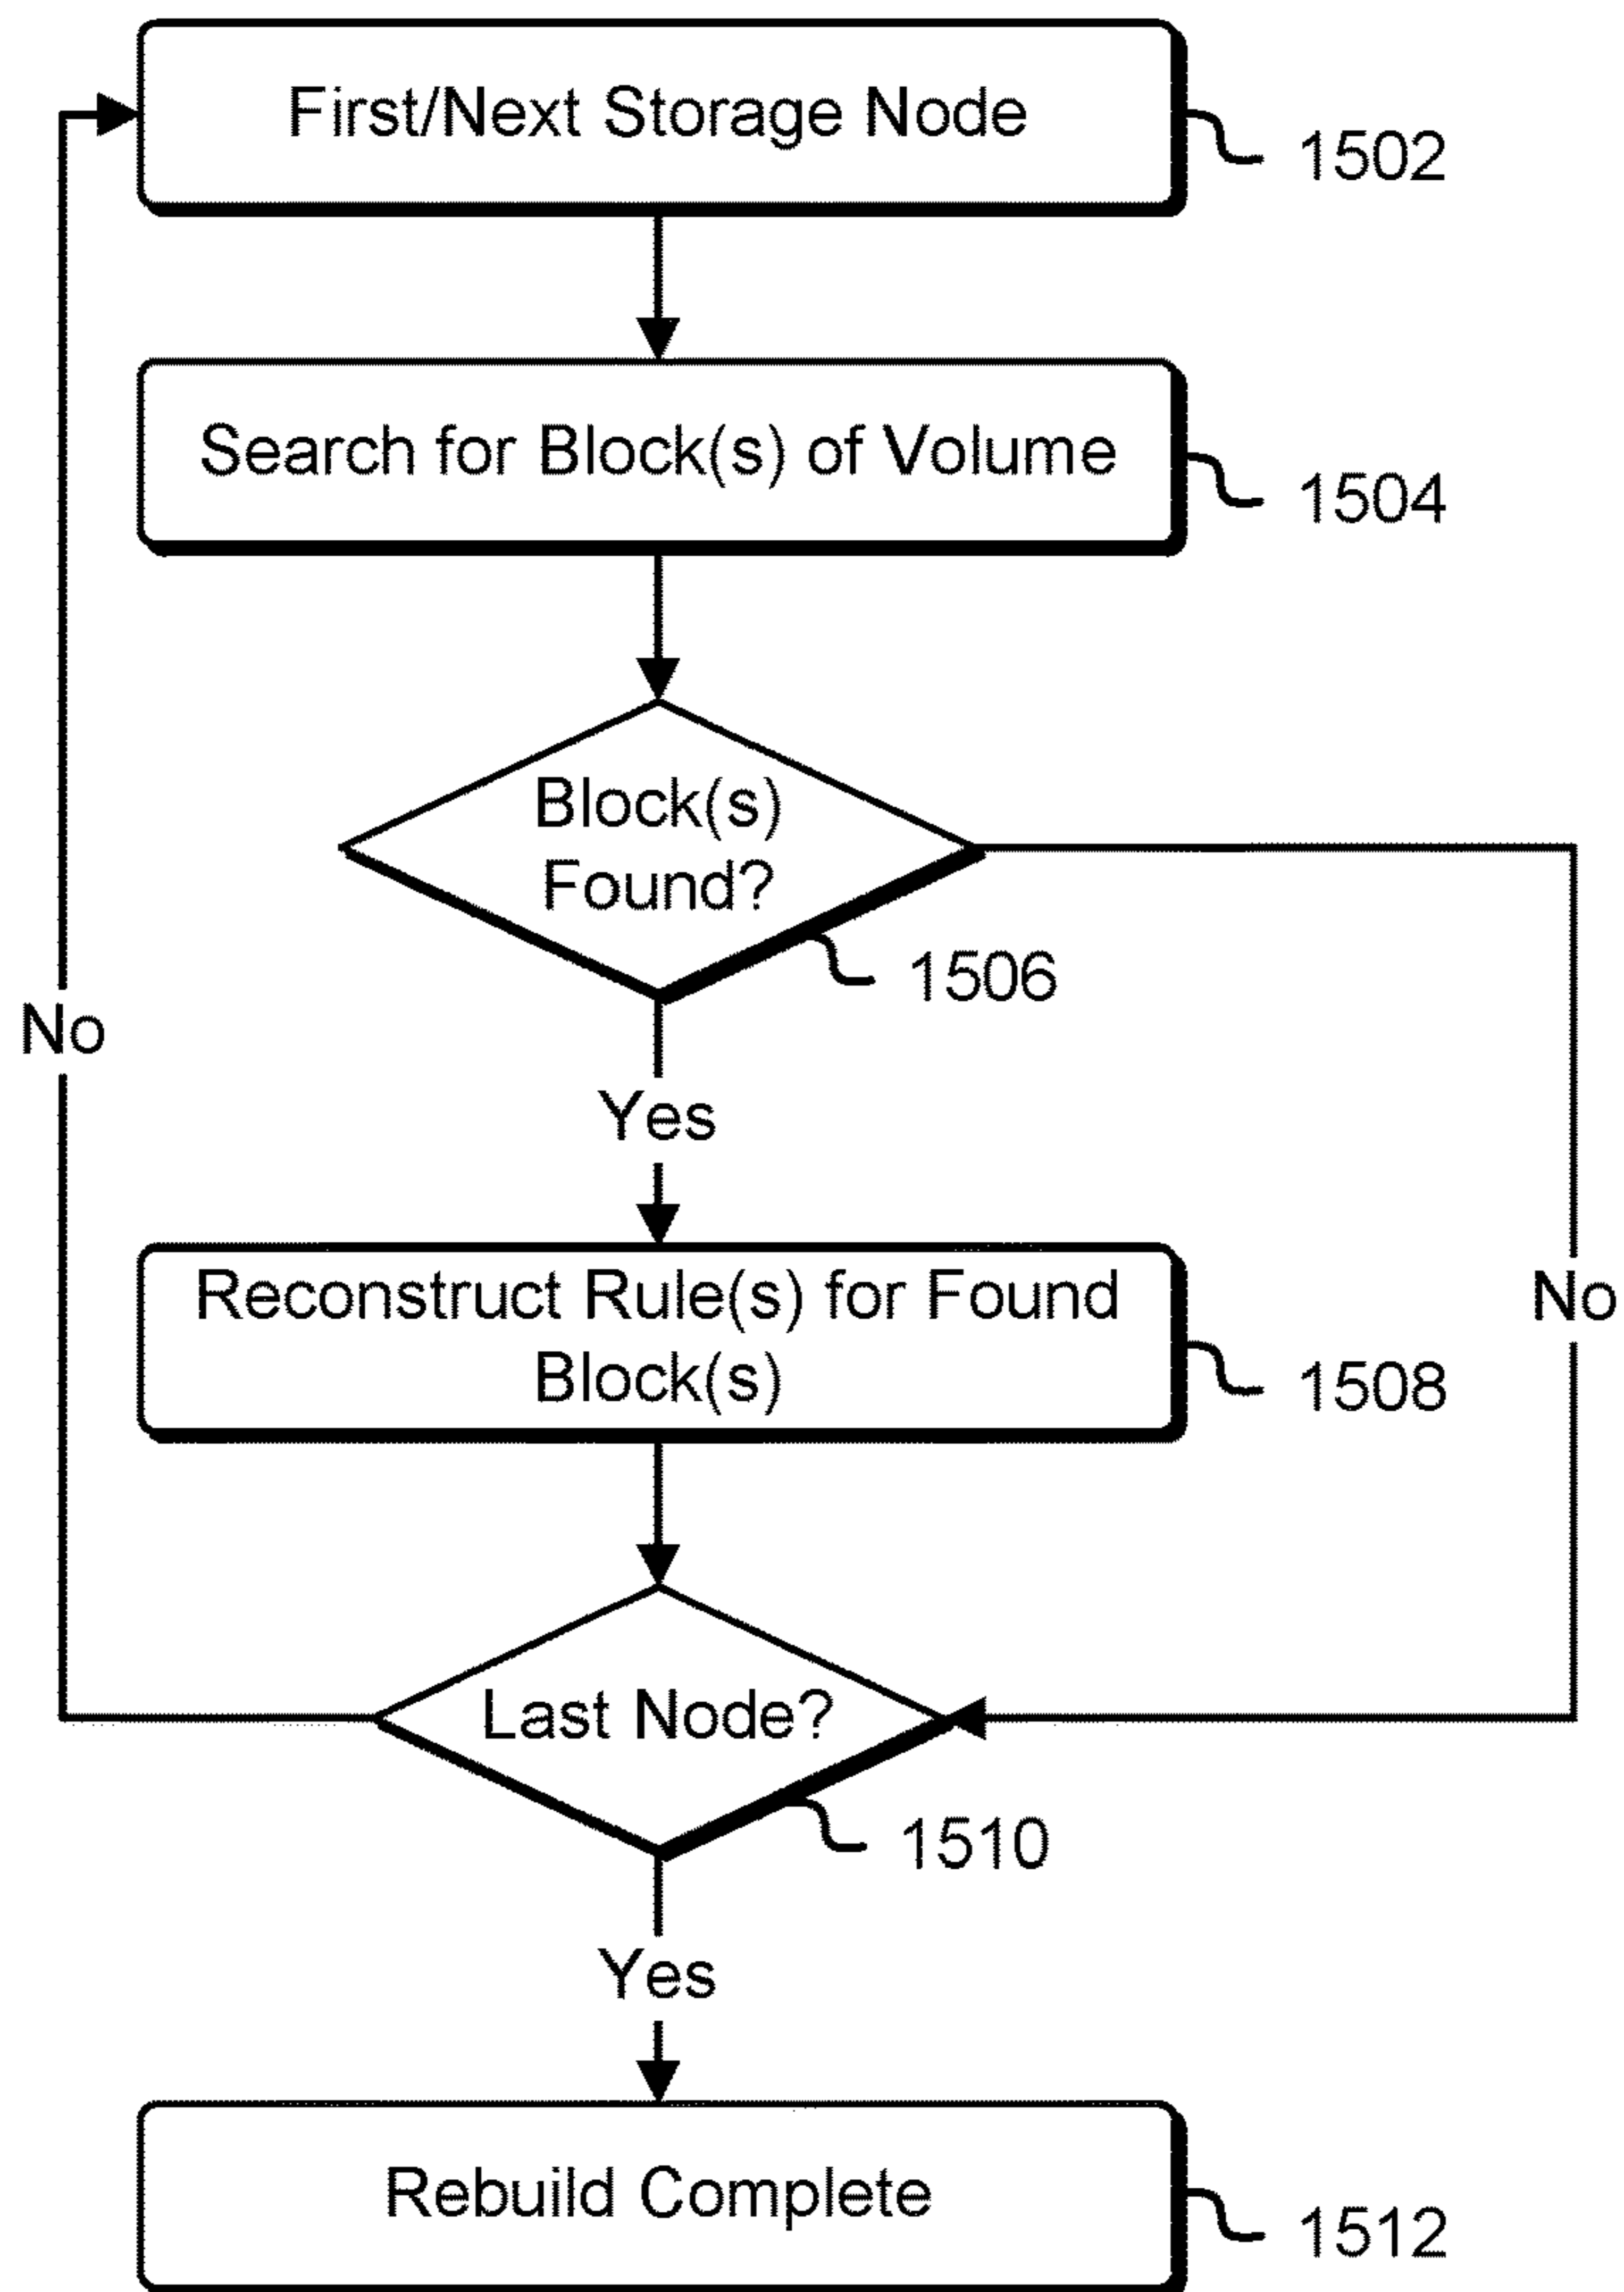 First/Next Storage Node
1502
Search for Block(s) of Volume
1504
Block(s)
Found?
1506
No
Yes
Reconstruct Rule(s) for Found
Block(s)
No
1508
Last Node?
1510
Yes
Rebuild Complete
1512